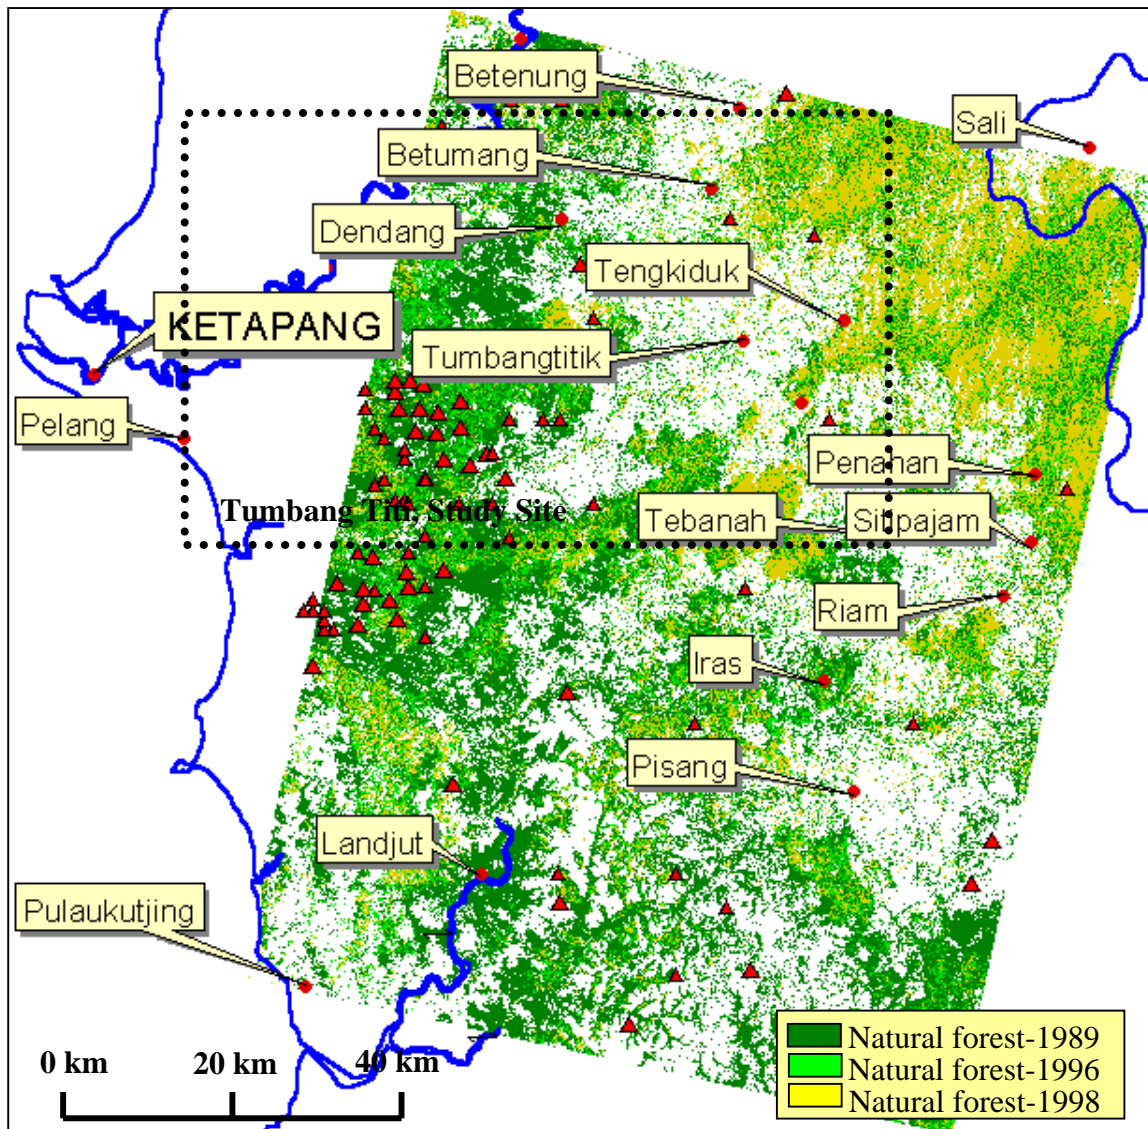 Betenung
Sali
Betumang
Dendang
Tengkiduk
KETAPANG
Tumbangtitik
Pelang
Penahan
Tumbang Titi, Study Site
Tebanah
Sitipajam
Riam
Iras
Pisang
Landjut
Pulaukutjing
0 km 20 km 40 km
Natural forest-1989
Natural forest-1996
Natural forest-1998